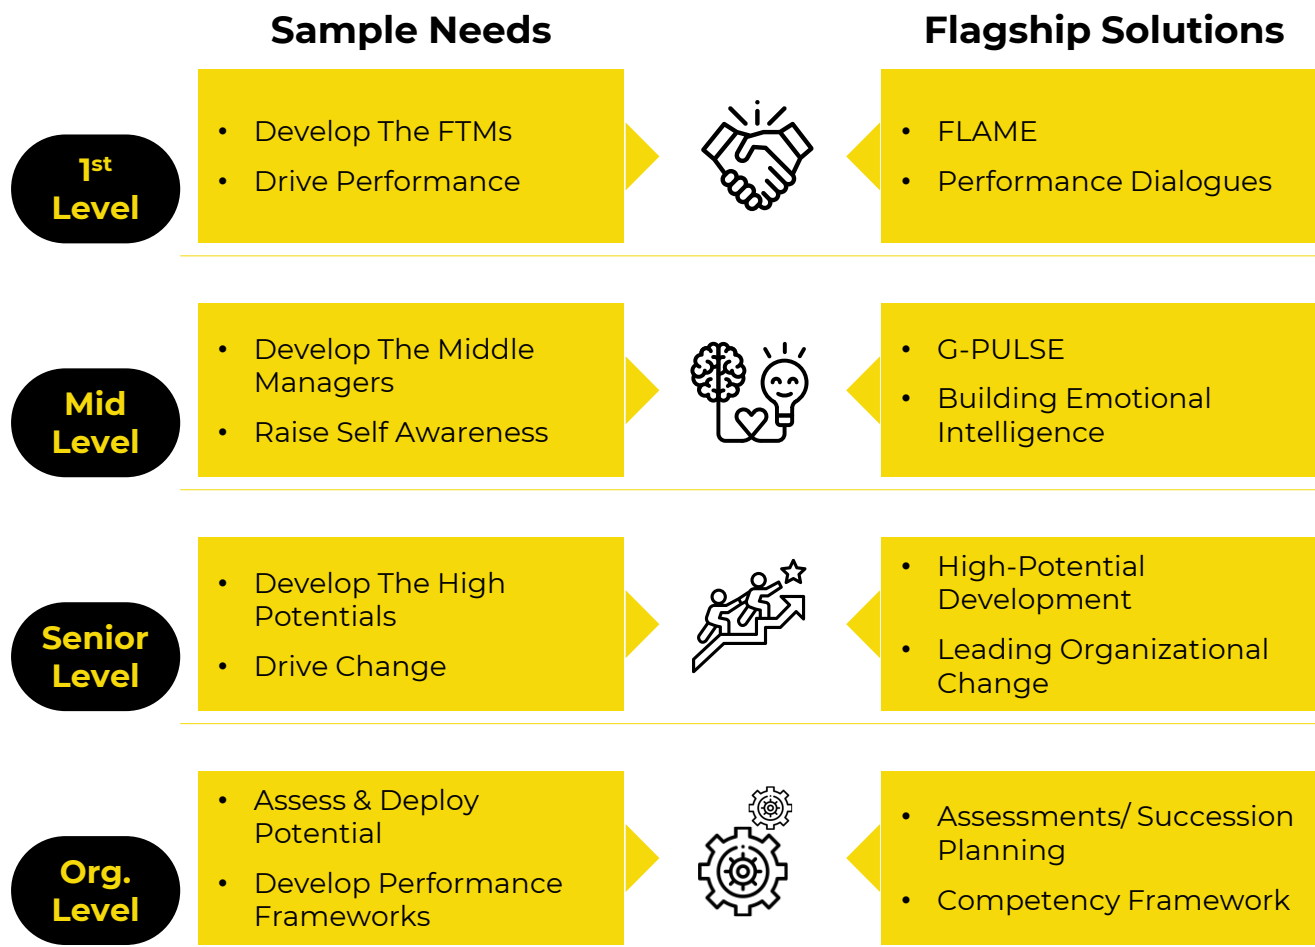 Sample Needs
Flagship Solutions
1st
Level
• Develop The FTMs
• Drive Performance
• FLAME
• Performance Dialogues
Mid
Level
• Develop The Middle
Managers
• Raise Self Awareness
• G-PULSE
• Building Emotional
Intelligence
Senior
Level
• Develop The High
Potentials
• Drive Change
• High-Potential
Development
• Leading Organizational
Change
Org.
Level
• Assess & Deploy
Potential
• Develop Performance
Frameworks
• Assessments/ Succession
Planning
• Competency Framework